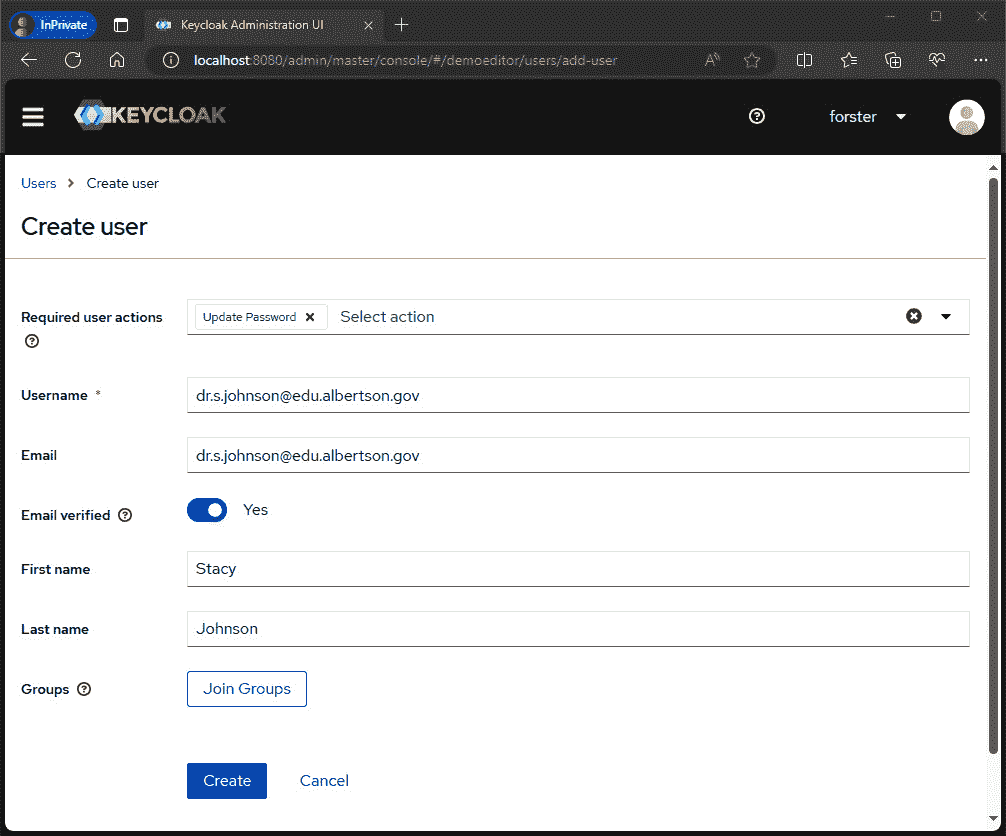 InPrivate
Keycloak Administration UI
localhost:8080/admin/master/console/#/demoeditor/users/add-user
KEYCLOAK
forster
Users > Create user
Create user
Required user actions
Update Password
Select action
Username *
dr.s.johnson@edu.albertson.gov
Email
dr.s.johnson@edu.albertson.gov
Email verified
Yes
First name
Stacy
Last name
Johnson
Groups
Join Groups
Create
Cancel